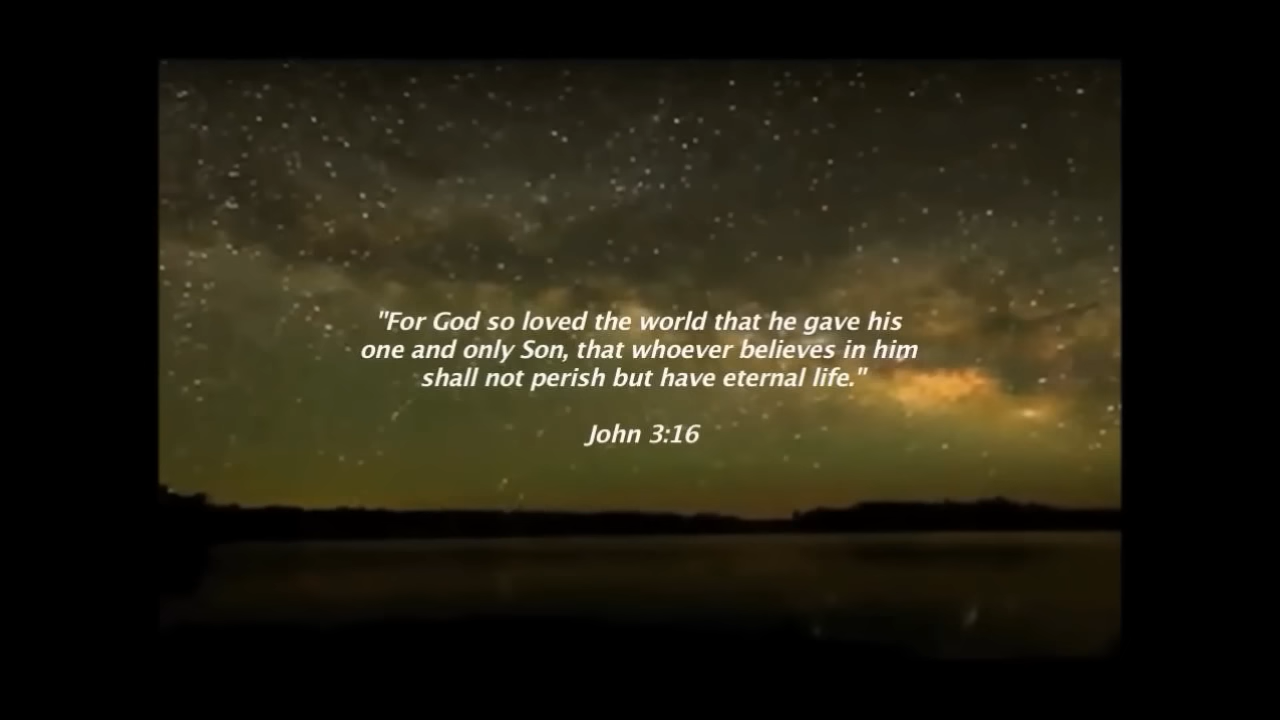 "For God so loved the world that he gave his
one and only Son, that whoever believes in him
shall not perish but have eternal life."
John 3:16